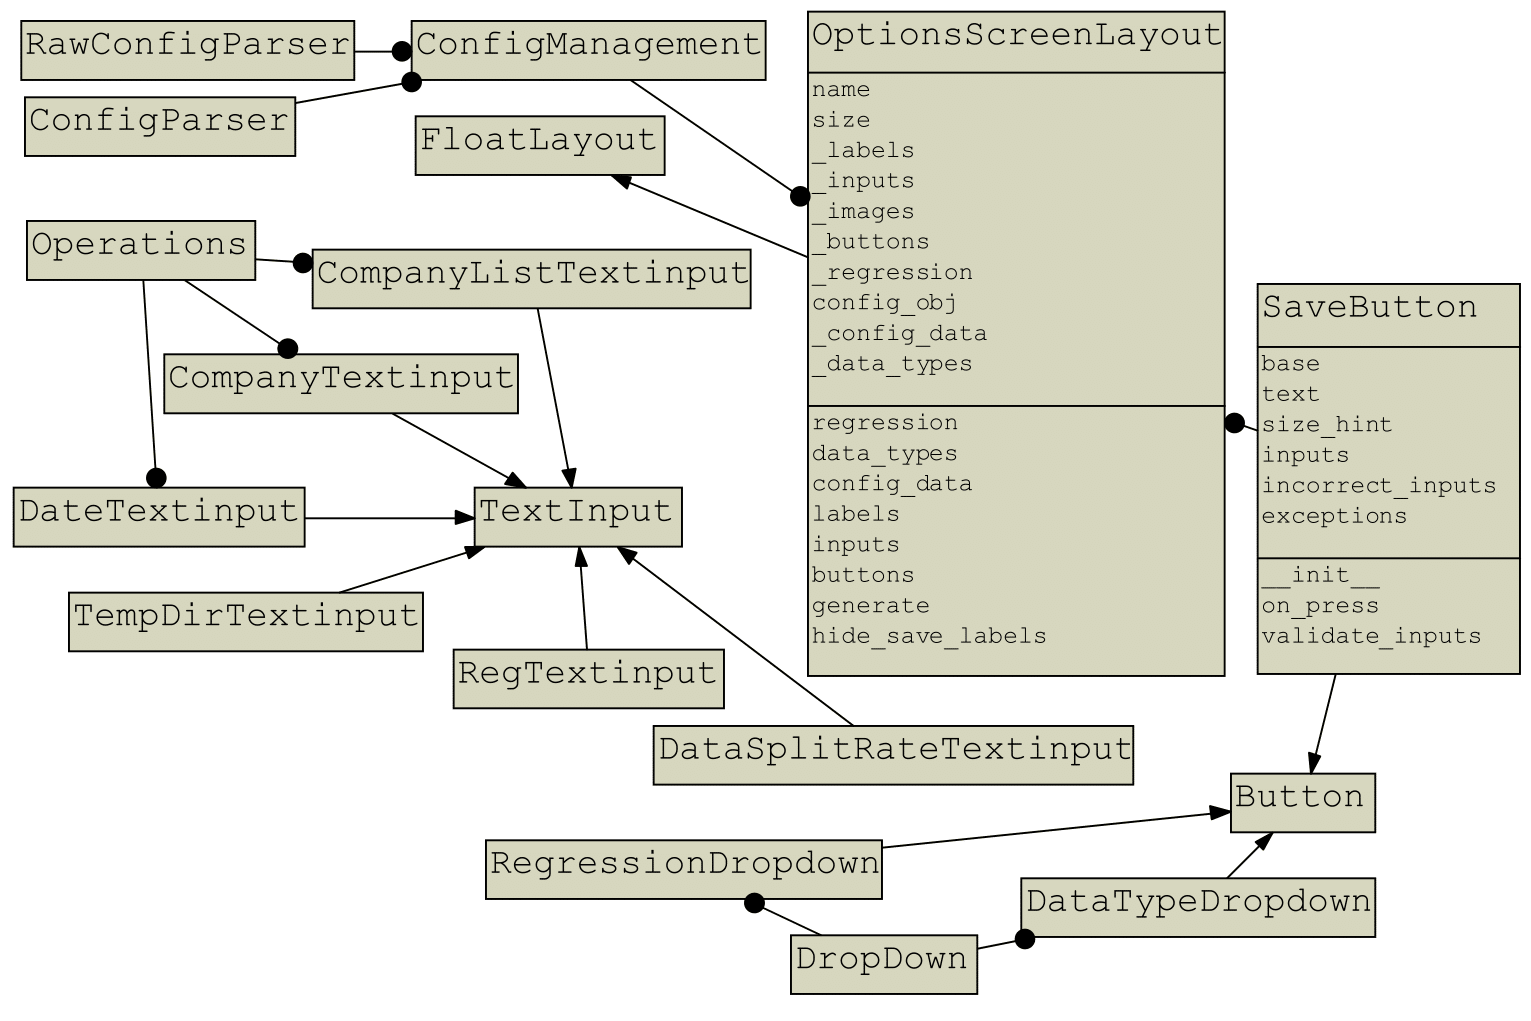 RawConfigParser
ConfigManagement
ConfigParser
FloatLayout
OptionsScreenLayout
name
size
_labels
_inputs
_images
_buttons
_regression
config_obj
_config_data
_data_types
regression
data_types
config_data
labels
inputs
buttons
generate
hide_save_labels
Operations
CompanyListTextinput
CompanyTextinput
DateTextinput
TextInput
TempDirTextinput
RegTextinput
DataSplitRateTextinput
SaveButton
base
text
size_hint
inputs
incorrect_inputs
exceptions
__init__
on_press
validate_inputs
Button
RegressionDropdown
DataTypeDropdown
DropDown